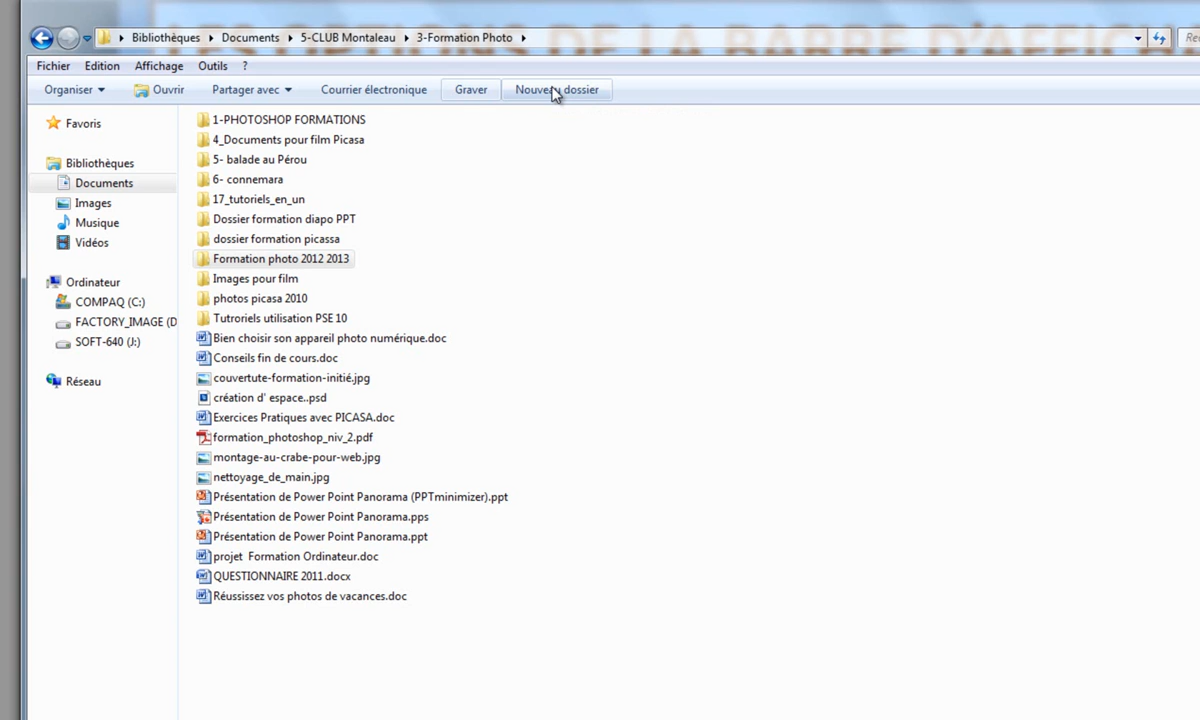 LES OPTIONS DE LA BARRE D'AFFICH
Bibliothèques Documents 5-CLUB Montaleau 3-Formation Photo
Fichier Edition Affichage Outils ?
Organiser Ouvrir Partager avec Courrier électronique Graver Nouveau dossier
Favoris
Bibliothèques
Documents
Images
Musique
Vidéos
Ordinateur
COMPAQ (C:)
FACTORY_IMAGE (D
SOFT-640 (J:)
Réseau
1-PHOTOSHOP FORMATIONS
4_Documents pour film Picasa
5- balade au Pérou
6- connemara
17_tutoriels_en_un
Dossier formation diapo PPT
dossier formation picassa
Formation photo 2012 2013
Images pour film
photos picasa 2010
Tutroriels utilisation PSE 10
Bien choisir son appareil photo numérique.doc
Conseils fin de cours.doc
couvertute-formation-initié.jpg
création d' espace..psd
Exercices Pratiques avec PICASA.doc
formation_photoshop_niv_2.pdf
montage-au-crabe-pour-web.jpg
nettoyage_de_main.jpg
Présentation de Power Point Panorama (PPTminimizer).ppt
Présentation de Power Point Panorama.pps
Présentation de Power Point Panorama.ppt
projet Formation Ordinateur.doc
QUESTIONNAIRE 2011.docx
Réussissez vos photos de vacances.doc